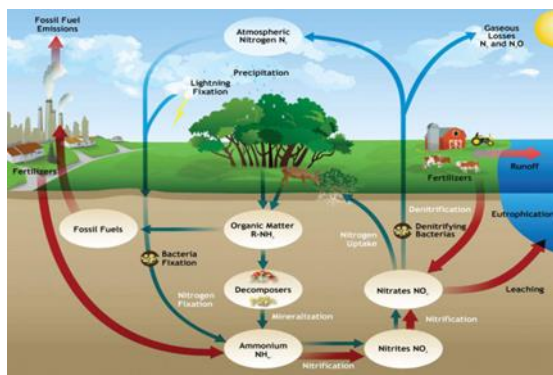 Fossil Fuel
Emissions
Atmospheric
Nitrogen N₂
Gaseous
Losses
N₂ and N₂O
Precipitation
Lightning
Fixation
Fertilizers
Fertilizers
Runoff
Eutrophication
Denitrification
Denitrifying
Bacterias
Nitrogen
Uptake
Fossil Fuels
Organic Matter
R-NH₂
Bacteria
Fixation
Nitrogen
Fixation
Decomposers
Mineralization
Nitrates NO₃
Leaching
Nitrification
Ammonium
NH₄
Nitrites NO₂
Nitrification